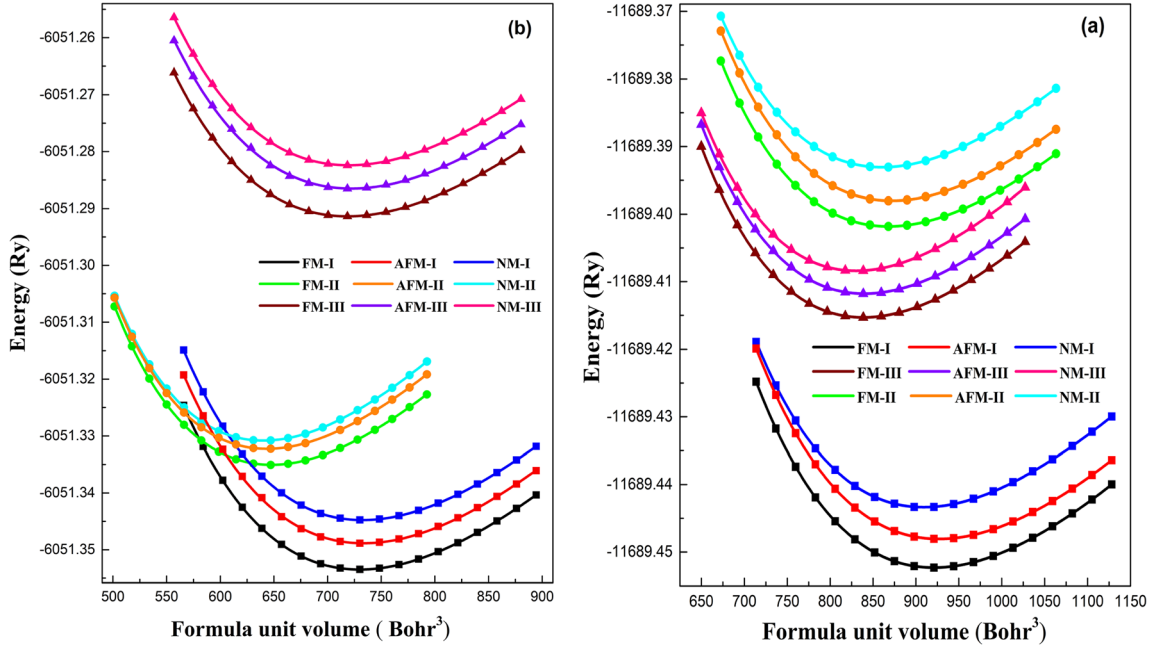 (b)
-6051.26
-6051.27
-6051.28
-6051.29
-6051.30
-6051.31
-6051.32
-6051.33
-6051.34
-6051.35
Energy (Ry)
FM-I AFM-I NM-I
FM-II AFM-II NM-II
FM-III AFM-III NM-III
500 550 600 650 700 750 800 850 900
Formula unit volume ( Bohr³)
(a)
-11689.37
-11689.38
-11689.39
-11689.40
-11689.41
-11689.42
-11689.43
-11689.44
-11689.45
Energy (Ry)
FM-I AFM-I NM-I
FM-III AFM-III NM-III
FM-II AFM-II NM-II
650 700 750 800 850 900 950 1000 1050 1100 1150
Formula unit volume (Bohr³)